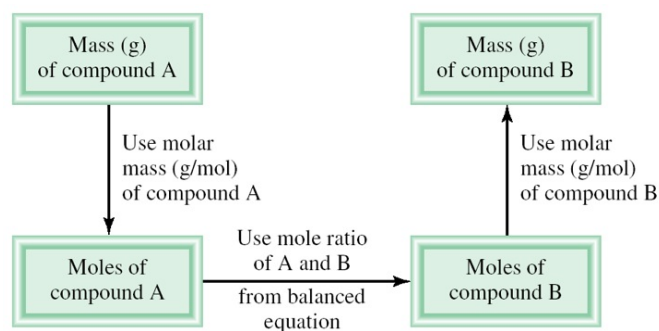 Mass (g)
of compound A
Mass (g)
of compound B
Use molar
mass (g/mol)
of compound A
Use molar
mass (g/mol)
of compound B
Moles of
compound A
Use mole ratio
of A and B
from balanced
equation
Moles of
compound B